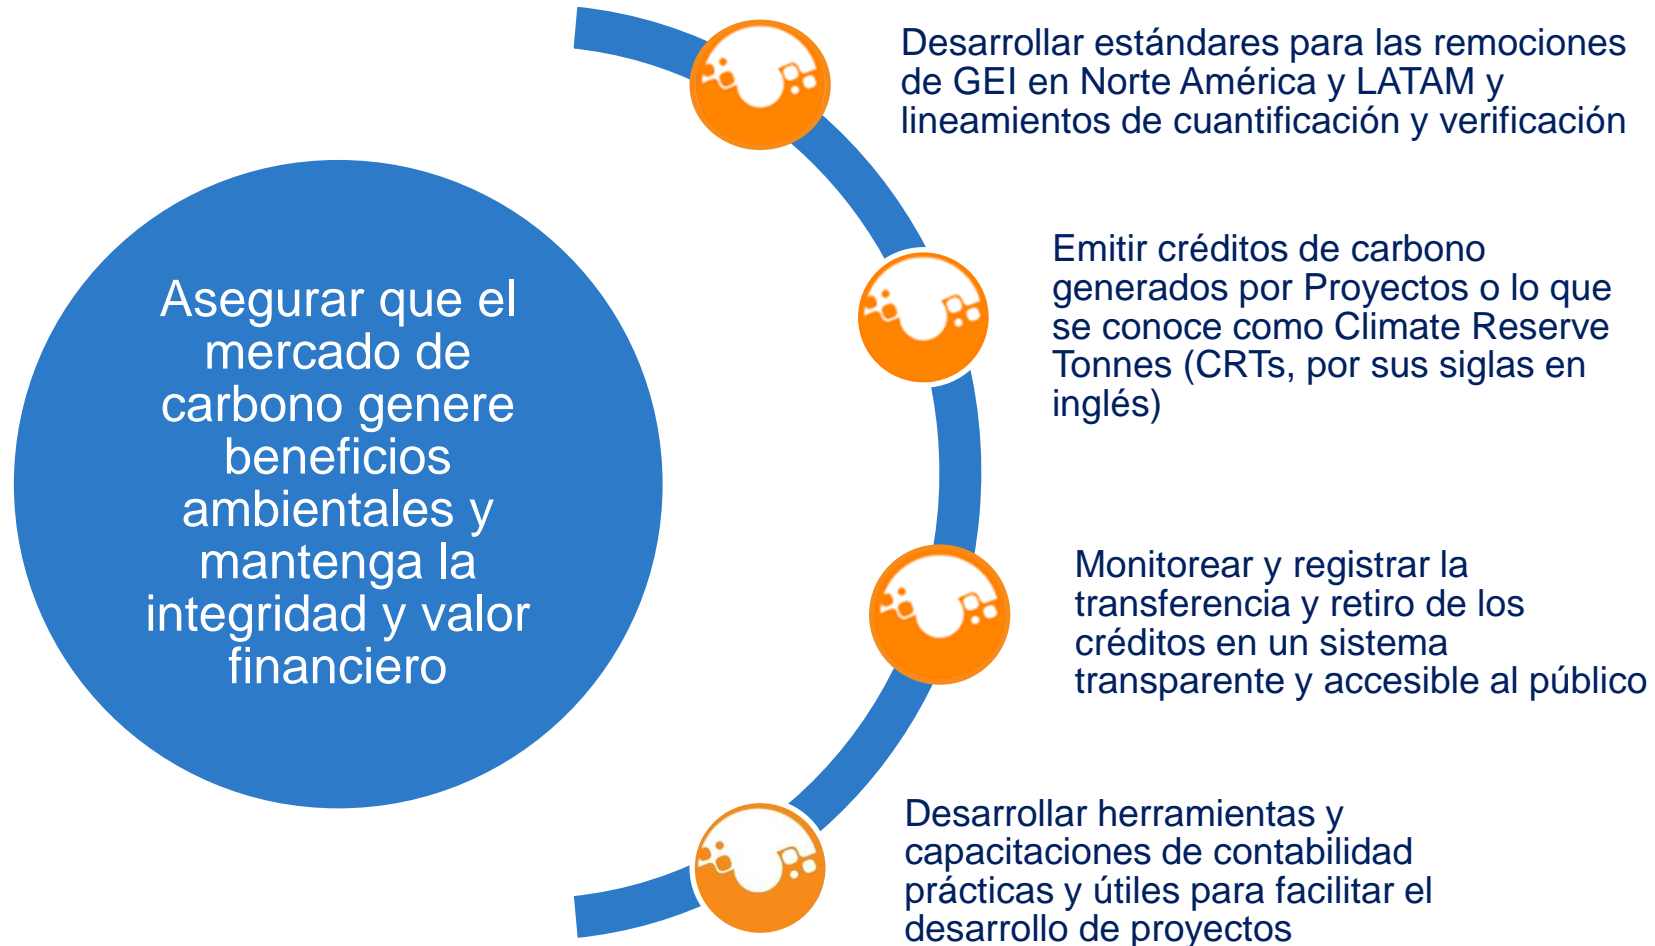 Asegurar que el
mercado de
carbono genere
beneficios
ambientales y
mantenga la
integridad y valor
financiero
Desarrollar estándares para las remociones
de GEI en Norte América y LATAM y
lineamientos de cuantificación y verificación
Emitir créditos de carbono
generados por Proyectos o lo que
se conoce como Climate Reserve
Tonnes (CRTs, por sus siglas en
inglés)
Monitorear y registrar la
transferencia y retiro de los
créditos en un sistema
transparente y accesible al público
Desarrollar herramientas y
capacitaciones de contabilidad
prácticas y útiles para facilitar el
desarrollo de proyectos